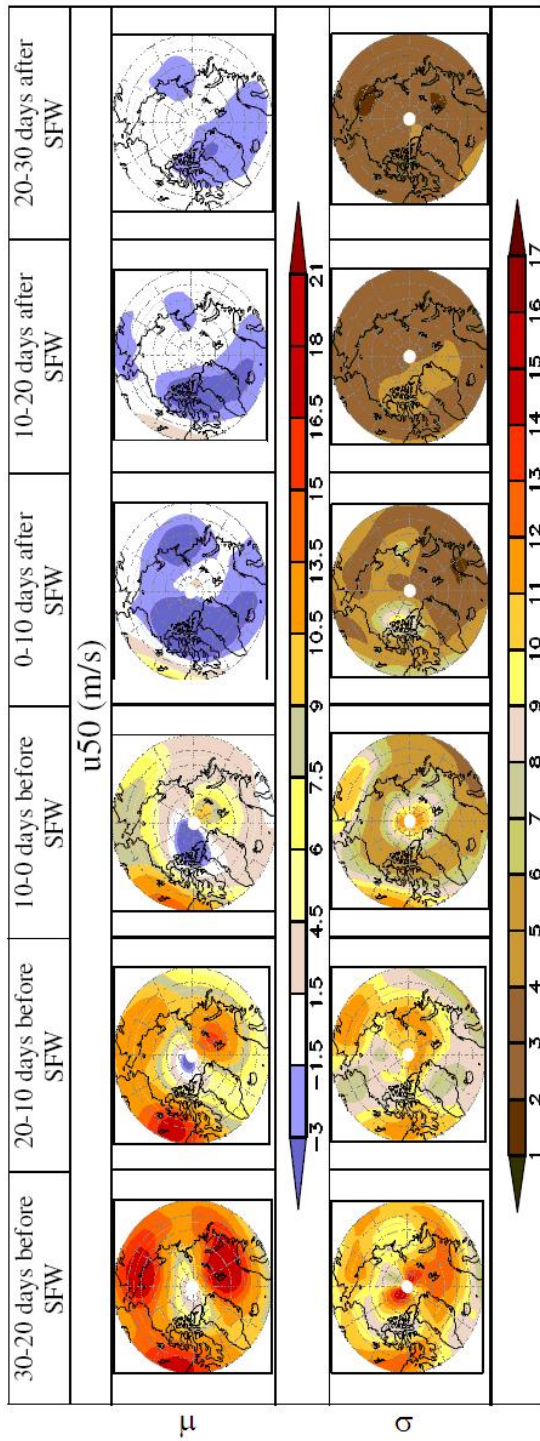 30-20 days before
SFW
20-10 days before
SFW
10-0 days before
SFW
0-10 days after
SFW
10-20 days after
SFW
20-30 days after
SFW
u50 (m/s)
μ
−3 −1.5 1.5 4.5 6 7.5 9 10.5 13.5 15 16.5 18 21
σ
1 2 3 4 5 6 7 8 9 10 11 12 13 14 15 16 17